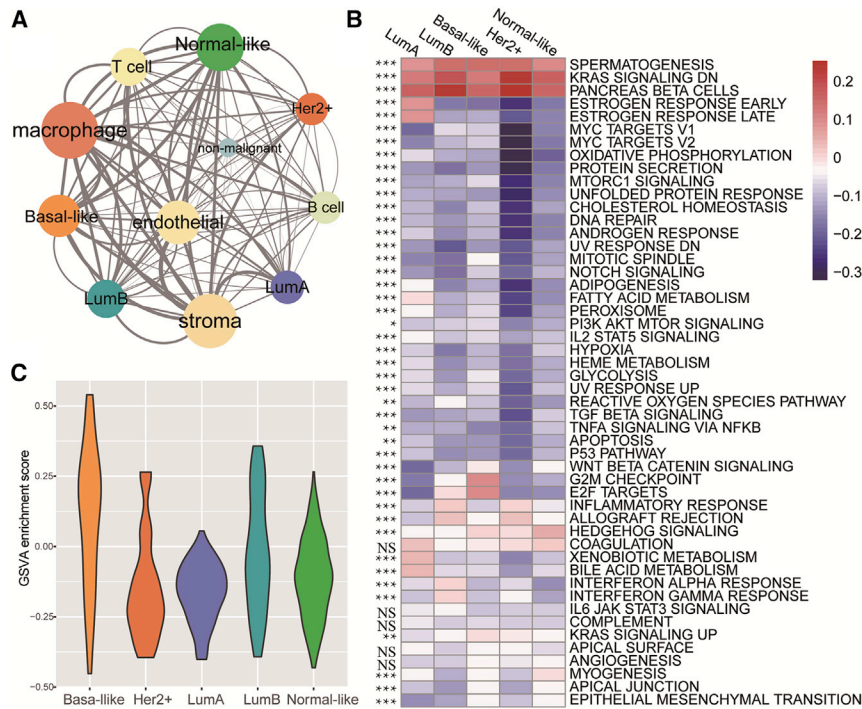 A
T cell
Normal-like
Her2+
macrophage
non-malignant
Basal-like
endothelial
B cell
LumB
LumA
stroma
B
LumA
LumB
Basal-like
Her2+
Normal-like
*** SPERMATOGENESIS
*** KRAS SIGNALING DN
*** PANCREAS BETA CELLS
*** ESTROGEN RESPONSE EARLY
*** ESTROGEN RESPONSE LATE
*** MYC TARGETS V1
*** MYC TARGETS V2
*** OXIDATIVE PHOSPHORYLATION
*** PROTEIN SECRETION
*** MTORC1 SIGNALING
*** UNFOLDED PROTEIN RESPONSE
*** CHOLESTEROL HOMEOSTASIS
*** DNA REPAIR
*** ANDROGEN RESPONSE
*** UV RESPONSE DN
*** MITOTIC SPINDLE
*** NOTCH SIGNALING
*** ADIPOGENESIS
*** FATTY ACID METABOLISM
*** PEROXISOME
* PI3K AKT MTOR SIGNALING
*** IL2 STAT5 SIGNALING
*** HYPOXIA
*** HEME METABOLISM
*** GLYCOLYSIS
*** UV RESPONSE UP
** REACTIVE OXYGEN SPECIES PATHWAY
*** TGF BETA SIGNALING
** TNFA SIGNALING VIA NFKB
** APOPTOSIS
*** P53 PATHWAY
*** WNT BETA CATENIN SIGNALING
*** G2M CHECKPOINT
*** E2F TARGETS
*** INFLAMMATORY RESPONSE
*** ALLOGRAFT REJECTION
*** HEDGEHOG SIGNALING
NS COAGULATION
*** XENOBIOTIC METABOLISM
*** BILE ACID METABOLISM
*** INTERFERON ALPHA RESPONSE
*** INTERFERON GAMMA RESPONSE
NS IL6 JAK STAT3 SIGNALING
NS COMPLEMENT
** KRAS SIGNALING UP
NS APICAL SURFACE
NS ANGIOGENESIS
*** MYOGENESIS
*** APICAL JUNCTION
*** EPITHELIAL MESENCHYMAL TRANSITION
0.2
0.1
0
-0.1
-0.2
-0.3
C
GSVA enrichment score
0.50
0.25
0.00
-0.25
-0.50
Basa-llike
Her2+
LumA
LumB
Normal-like